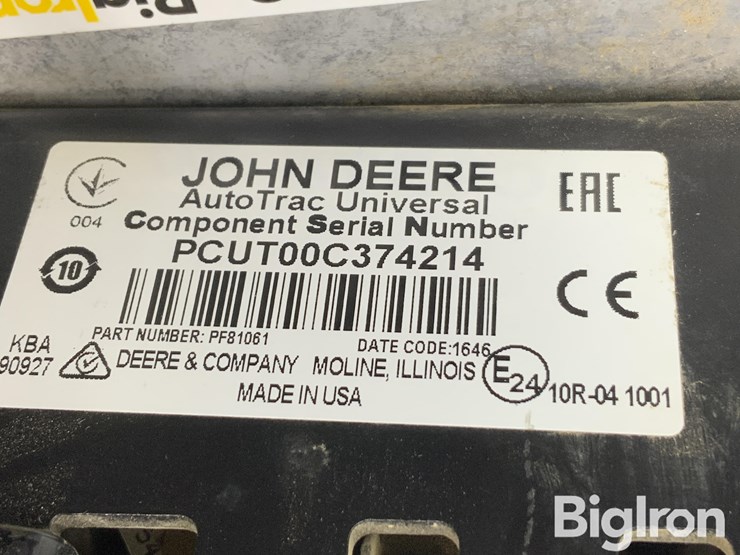 BigIron
004
JOHN DEERE
AutoTrac Universal
Component Serial Number
PCUT00C374214
EAC
10
CE
PART NUMBER: PF81061 DATE CODE:1646
KBA
90927
DEERE & COMPANY MOLINE, ILLINOIS
MADE IN USA
E24 10R-04 1001
BigIron